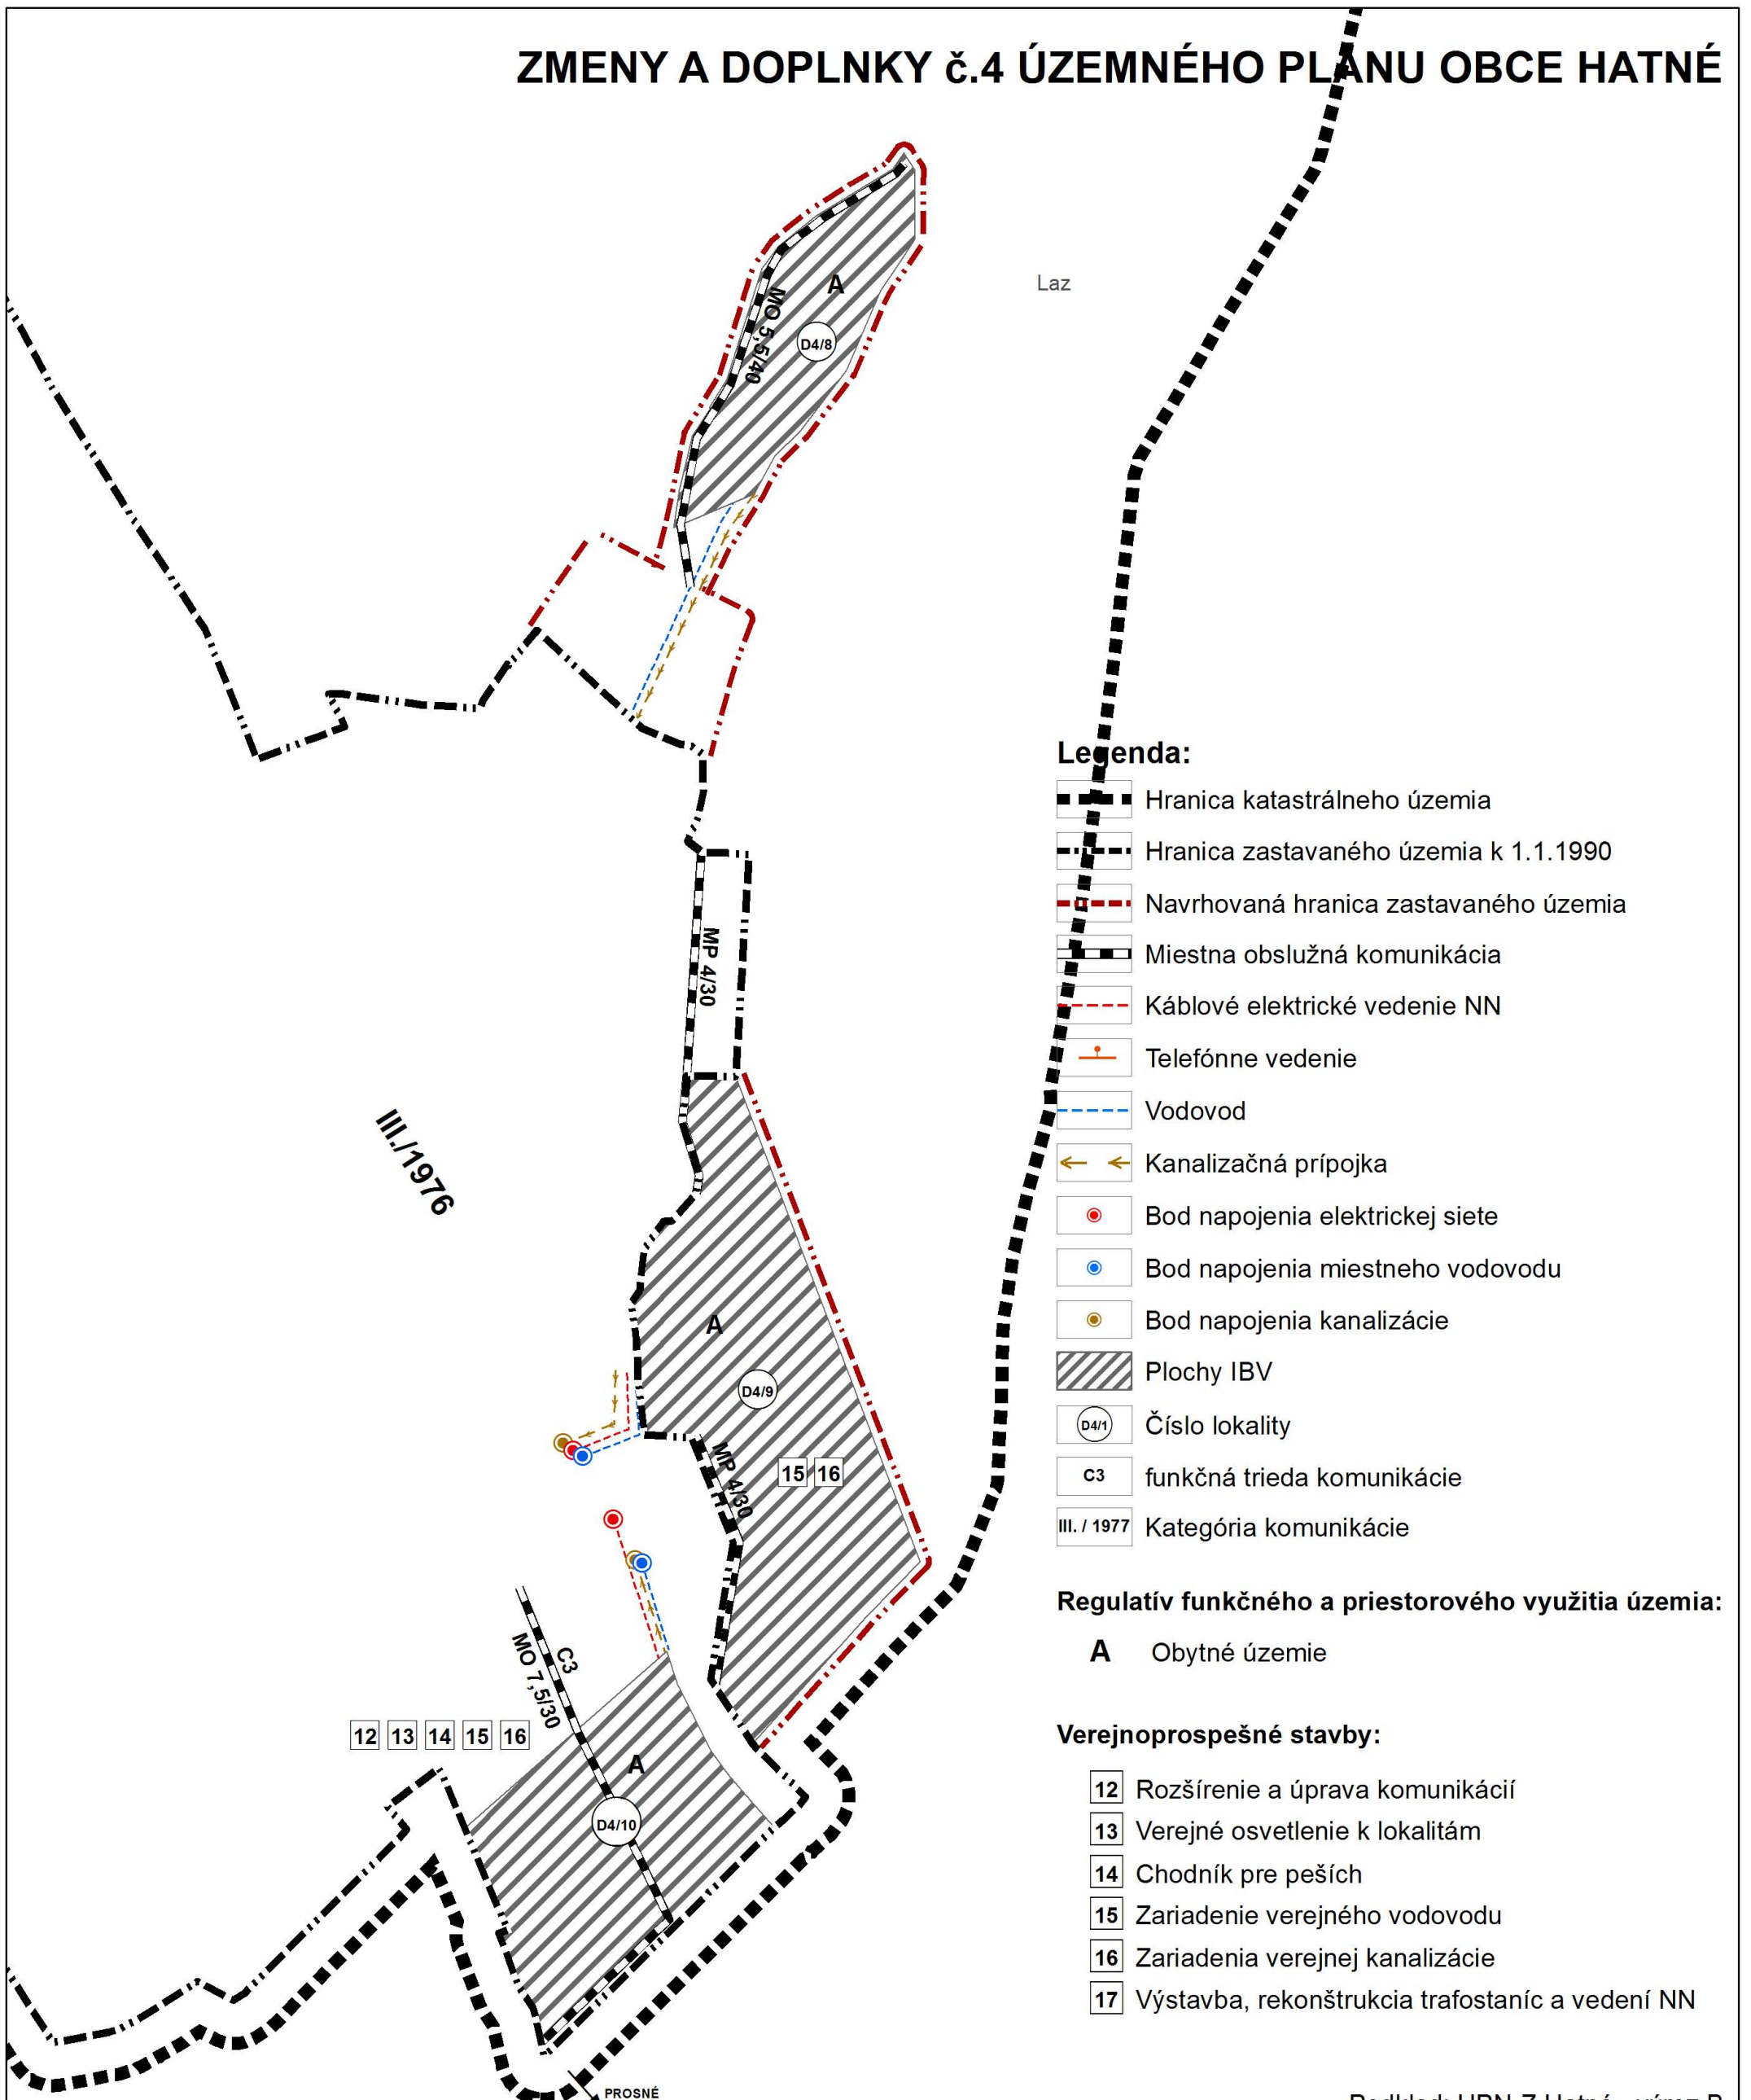 ZMENY A DOPLNKY č.4 ÚZEMNÉHO PLÁNU OBCE HATNÉ
Laz
A
MO 5,5/40
D4/8
MP 4/30
III./1976
A
D4/9
MP 4/30
15 16
C3
MO 7,5/30
12 13 14 15 16
A
D4/10
PROSNÉ
Legenda:
Hranica katastrálneho územia
Hranica zastavaného územia k 1.1.1990
Navrhovaná hranica zastavaného územia
Miestna obslužná komunikácia
Káblové elektrické vedenie NN
Telefónne vedenie
Vodovod
Kanalizačná prípojka
Bod napojenia elektrickej siete
Bod napojenia miestneho vodovodu
Bod napojenia kanalizácie
Plochy IBV
D4/1 Číslo lokality
C3 funkčná trieda komunikácie
III. / 1977 Kategória komunikácie
Regulatív funkčného a priestorového využitia územia:
A Obytné územie
Verejnoprospešné stavby:
12 Rozšírenie a úprava komunikácií
13 Verejné osvetlenie k lokalitám
14 Chodník pre peších
15 Zariadenie verejného vodovodu
16 Zariadenia verejnej kanalizácie
17 Výstavba, rekonštrukcia trafostaníc a vedení NN